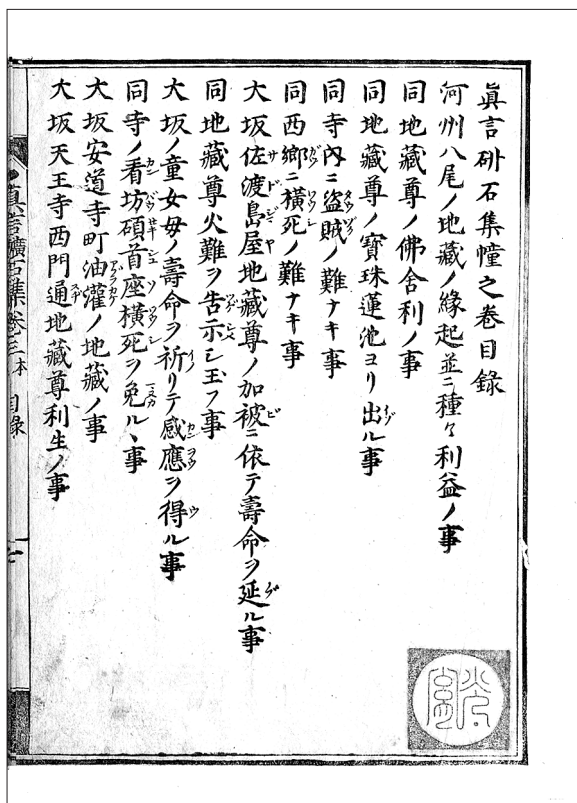 眞言砿石集幢之卷目錄
河州八尾ノ地藏ノ緣起並ニ種々利益ノ事
同地藏尊ノ佛舍利ノ事
同地藏尊ノ寶珠蓮池ヨリ出ル事
同寺內ニ盜賊ノ難ナキ事
同西鄕ニ橫死ノ難ナキ事
大坂佐渡島屋地藏尊ノ加被ニ依テ壽命ヲ延ル事
同地藏尊火難ヲ告示シ玉フ事
大坂ノ童女母ノ壽命ヲ祈リテ感應ヲ得ル事
同寺ノ看坊碩首座橫死ヲ免ルヽ事
大坂安道寺町油灌ノ地藏ノ事
大坂天王寺西門通地藏尊利生ノ事
眞言礦石集卷三本 目錄